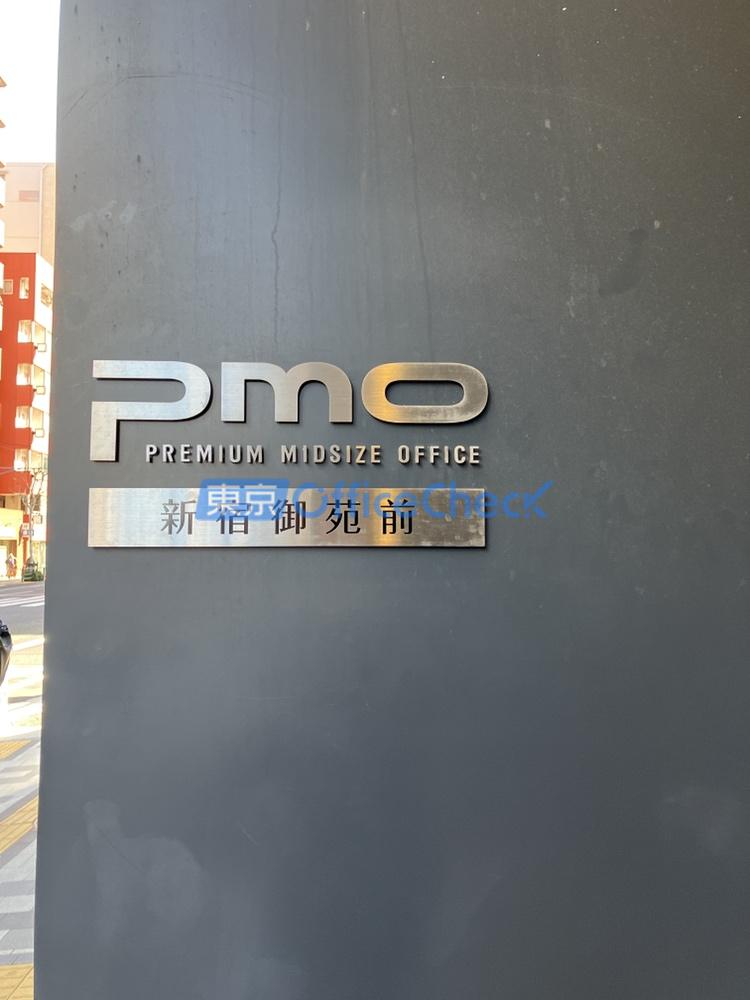 pmo
PREMIUM MIDSIZE OFFICE
新宿御苑前
東京OfficeCheck